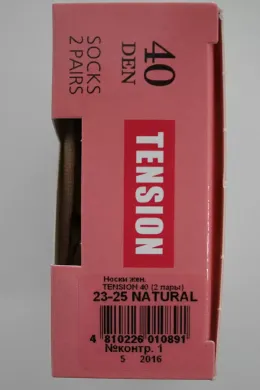 40
DEN
SOCKS
2 PAIRS
TENSION
Носки жен.
TENSION 40 (2 пары)
23-25 NATURAL
4 810226 010891
№контр. 1
5 2016